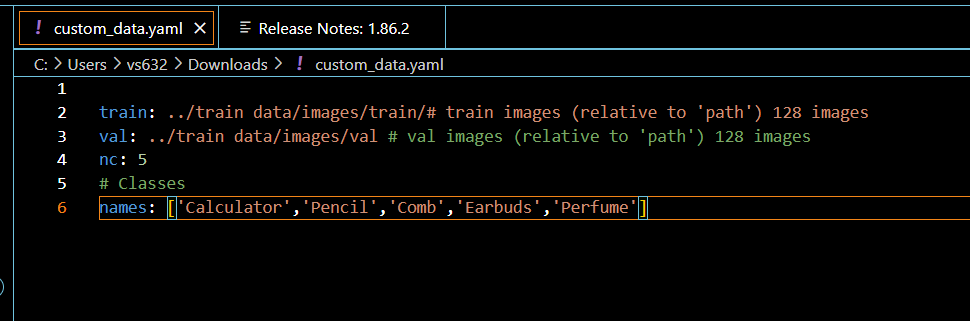 ! custom_data.yaml × Release Notes: 1.86.2
C: > Users > vs632 > Downloads > ! custom_data.yaml
1
2 train: ../train data/images/train/# train images (relative to 'path') 128 images
3 val: ../train data/images/val # val images (relative to 'path') 128 images
4 nc: 5
5 # Classes
6 names: ['Calculator','Pencil','Comb','Earbuds','Perfume']